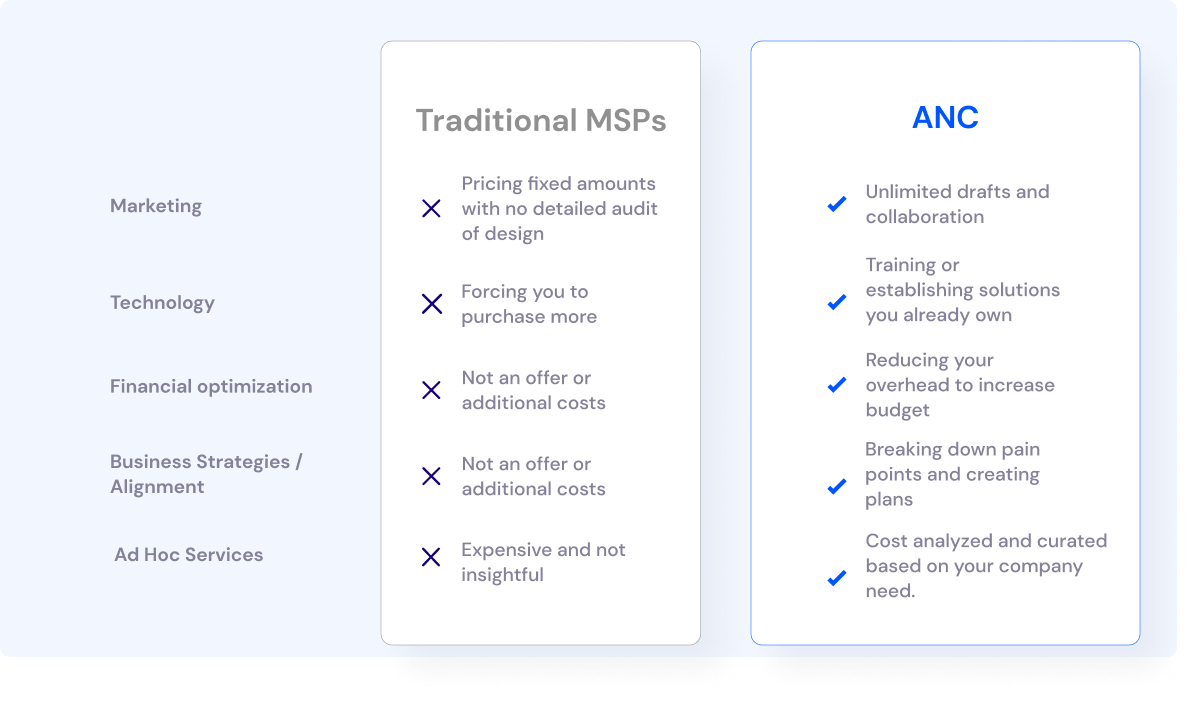 Traditional MSPs
ANC
Marketing
Pricing fixed amounts
with no detailed audit
of design
Unlimited drafts and
collaboration
Technology
Forcing you to
purchase more
Training or
establishing solutions
you already own
Financial optimization
Not an offer or
additional costs
Reducing your
overhead to increase
budget
Business Strategies /
Alignment
Not an offer or
additional costs
Breaking down pain
points and creating
plans
Ad Hoc Services
Expensive and not
insightful
Cost analyzed and curated
based on your company
need.